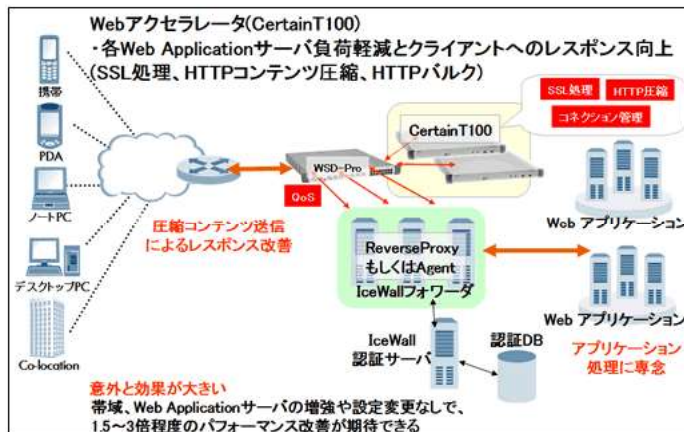 Webアクセラレータ(CertainT100)
・各Web Applicationサーバ負荷軽減とクライアントへのレスポンス向上
(SSL処理、HTTPコンテンツ圧縮、HTTPバルク)
携帯
PDA
ノートPC
デスクトップPC
Co-location
圧縮コンテンツ送信
によるレスポンス改善
WSD-Pro
QoS
CertainT100
SSL処理
HTTP圧縮
コネクション管理
ReverseProxy
もしくはAgent
IceWallフォワーダ
IceWall
認証サーバ
認証DB
Web アプリケーション
Web アプリケーション
アプリケーション
処理に専念
意外と効果が大きい
帯域、Web Applicationサーバの増強や設定変更なしで、
1.5～3倍程度のパフォーマンス改善が期待できる